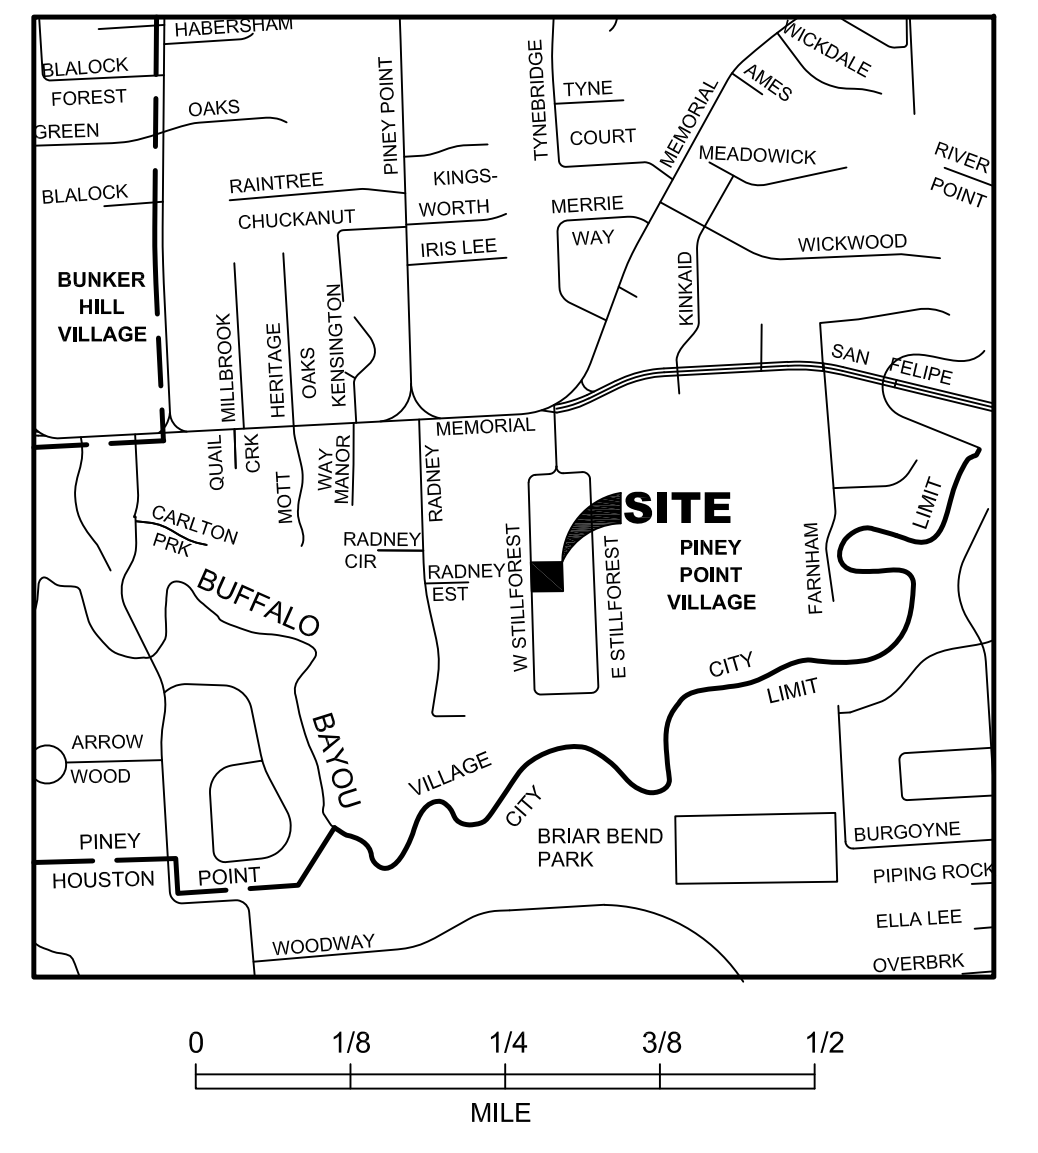 HABERSHAM
BLALOCK
FOREST
GREEN
OAKS
BLALOCK
RAINTREE
CHUCKANUT
PINEY POINT
KINGS-
WORTH
IRIS LEE
TYNEBRIDGE
TYNE
COURT
MERRIE
WAY
MEMORIAL
WICKDALE
AMES
MEADOWICK
RIVER
POINT
WICKWOOD
KINKAID
SAN FELIPE
BUNKER
HILL
VILLAGE
MILLBROOK
HERITAGE
OAKS
KENSINGTON
MEMORIAL
QUAIL
CRK
MOTT
WAY
MANOR
RADNEY
CARLTON
PRK
RADNEY
CIR
RADNEY
EST
W STILLFOREST
E STILLFOREST
SITE
PINEY
POINT
VILLAGE
FARNHAM
LIMIT
BUFFALO
BAYOU
CITY
LIMIT
VILLAGE
CITY
ARROW
WOOD
PINEY
HOUSTON
POINT
WOODWAY
BRIAR BEND
PARK
BURGOYNE
PIPING ROCK
ELLA LEE
OVERBRK
0 1/8 1/4 3/8 1/2
MILE